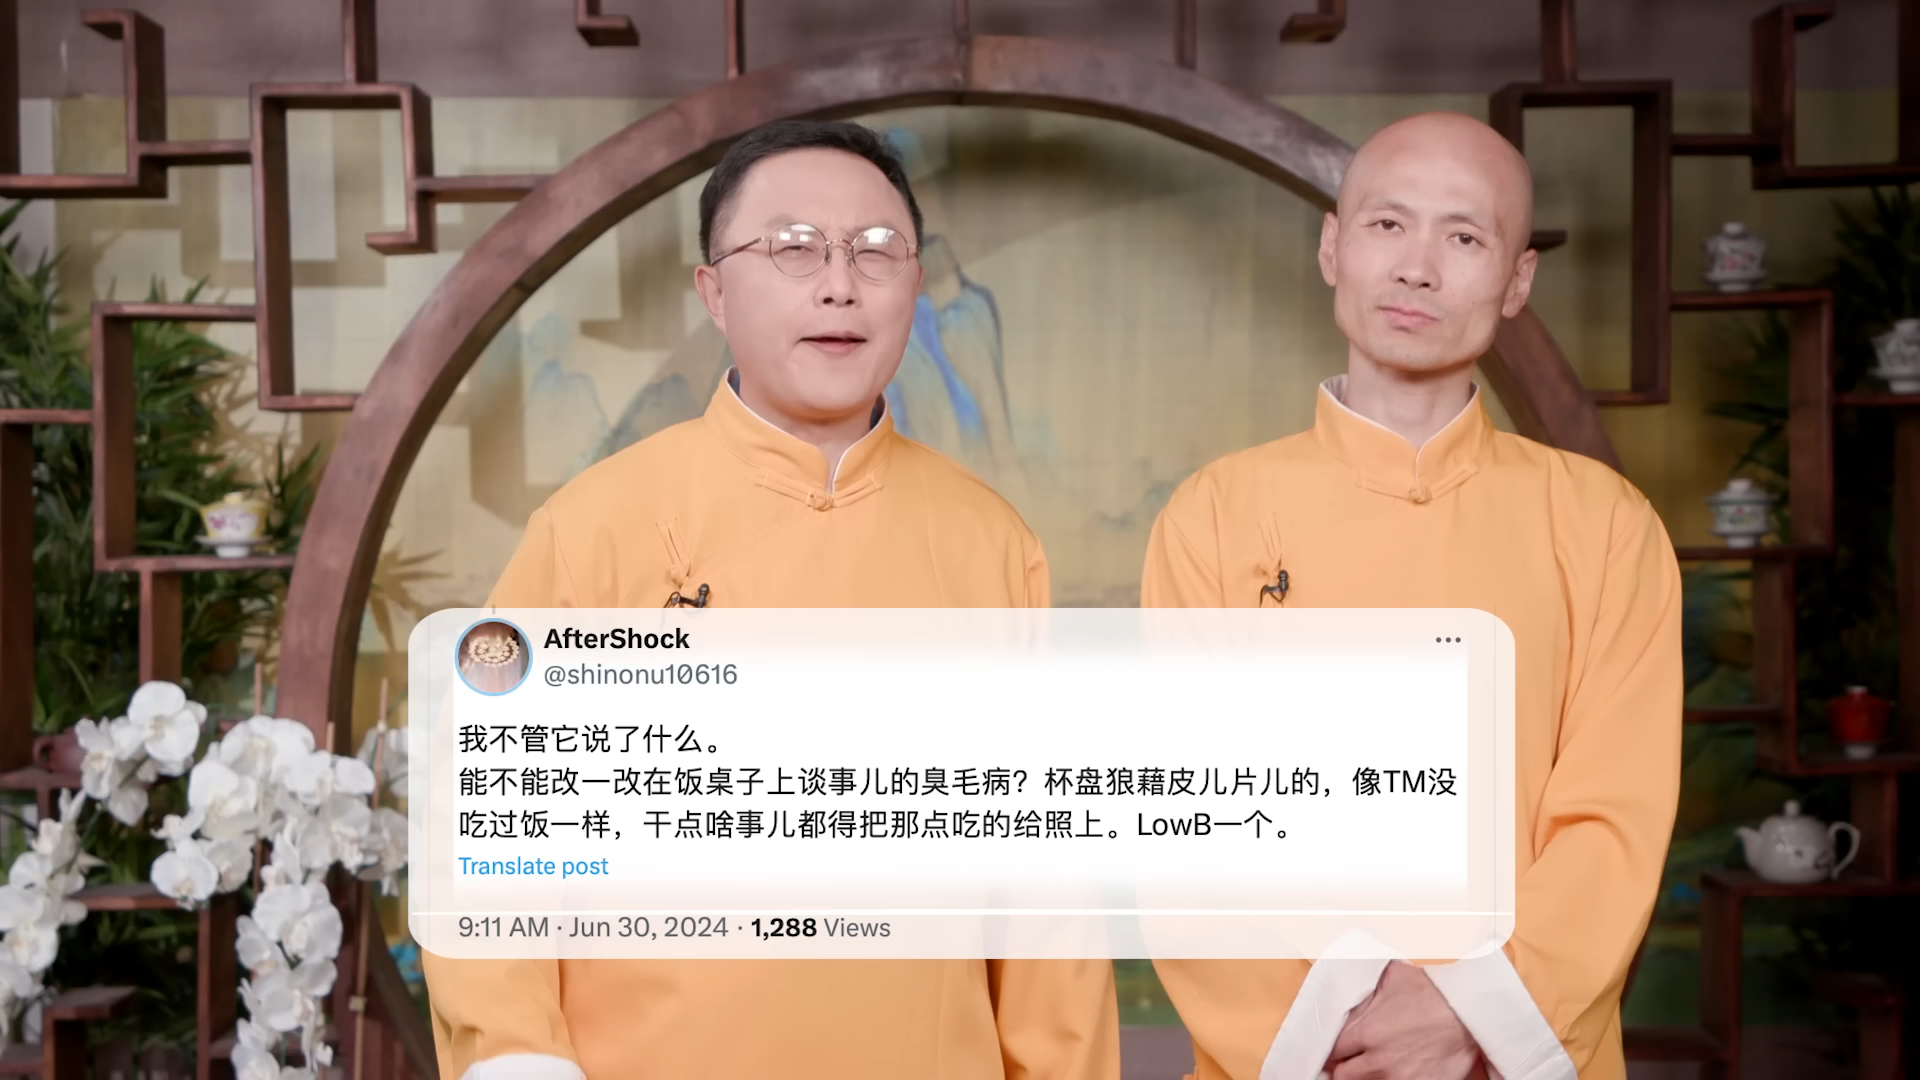 AfterShock
@shinonu10616
我不管它说了什么。
能不能改一改在饭桌子上谈事儿的臭毛病？杯盘狼藉皮儿片儿的，像TM没
吃过饭一样，干点啥事儿都得把那点吃的给照上。LowB一个。
Translate post
9:11 AM · Jun 30, 2024 · 1,288 Views